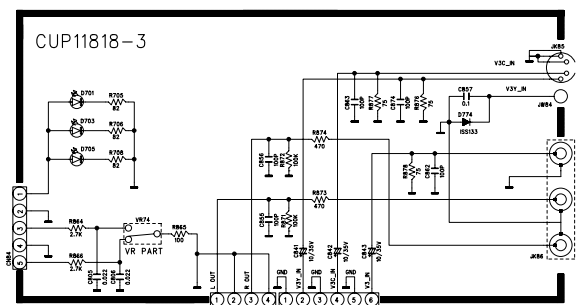 CUP11818-3
JK85
V3C_IN
D701
R705
82
D703
R706
82
D705
R708
82
C863
100P
R877
75
C874
100P
R878
75
C857
0.1
V3Y_IN
JW84
D774
ISS133
C856
100P
R872
100K
R874
470
R878
75
C862
100P
C855
100P
R871
100K
R873
470
1
2
3
4
5
CN84
R864
2.7K
VR74
VR PART
R865
100
R866
2.7K
C805
0.022
C806
0.022
L OUT
R OUT
GND
C841
10/35V
V3Y_IN
GND
C842
10/35V
V3C_IN
GND
C843
10/35V
V3_IN
JK86
1 2 3 4 1 2 3 4 5 6